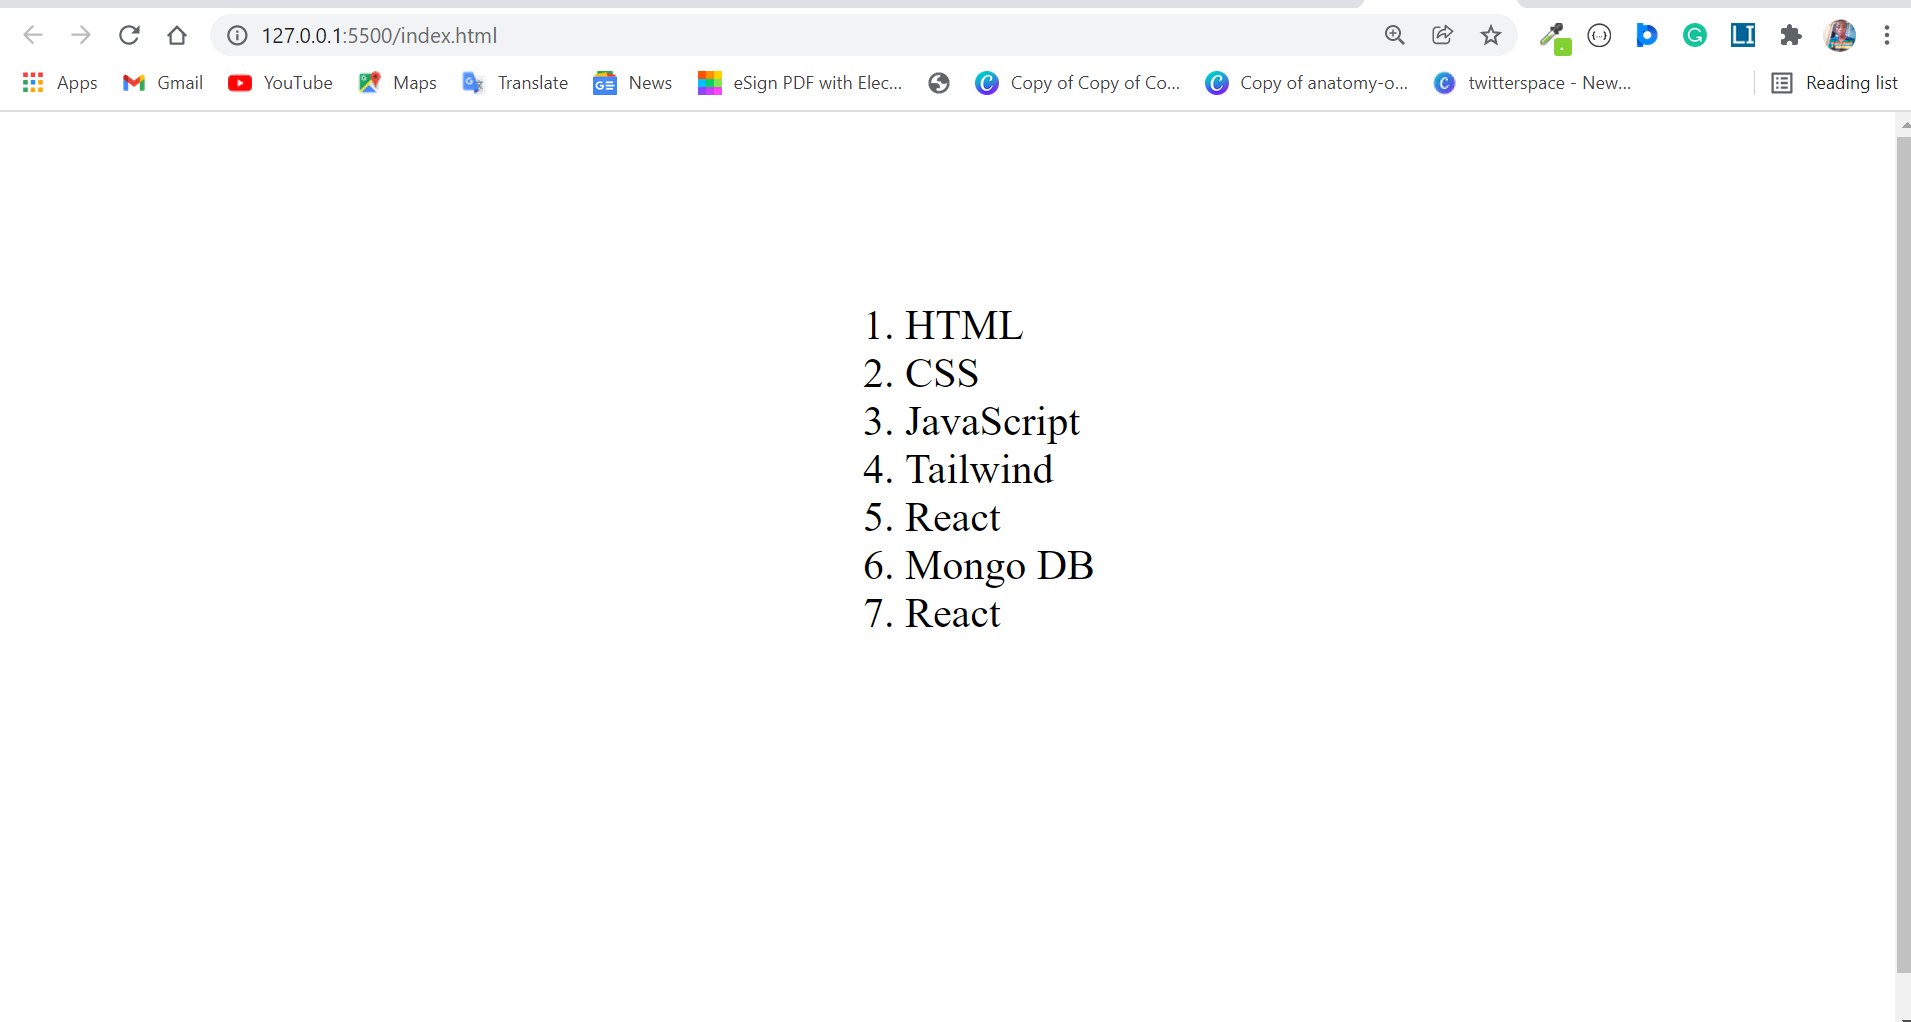 127.0.0.1:5500/index.html
Apps Gmail YouTube Maps Translate News eSign PDF with Elec... Copy of Copy of Co... Copy of anatomy-o... twitterspace - New... Reading list
1. HTML
2. CSS
3. JavaScript
4. Tailwind
5. React
6. Mongo DB
7. React